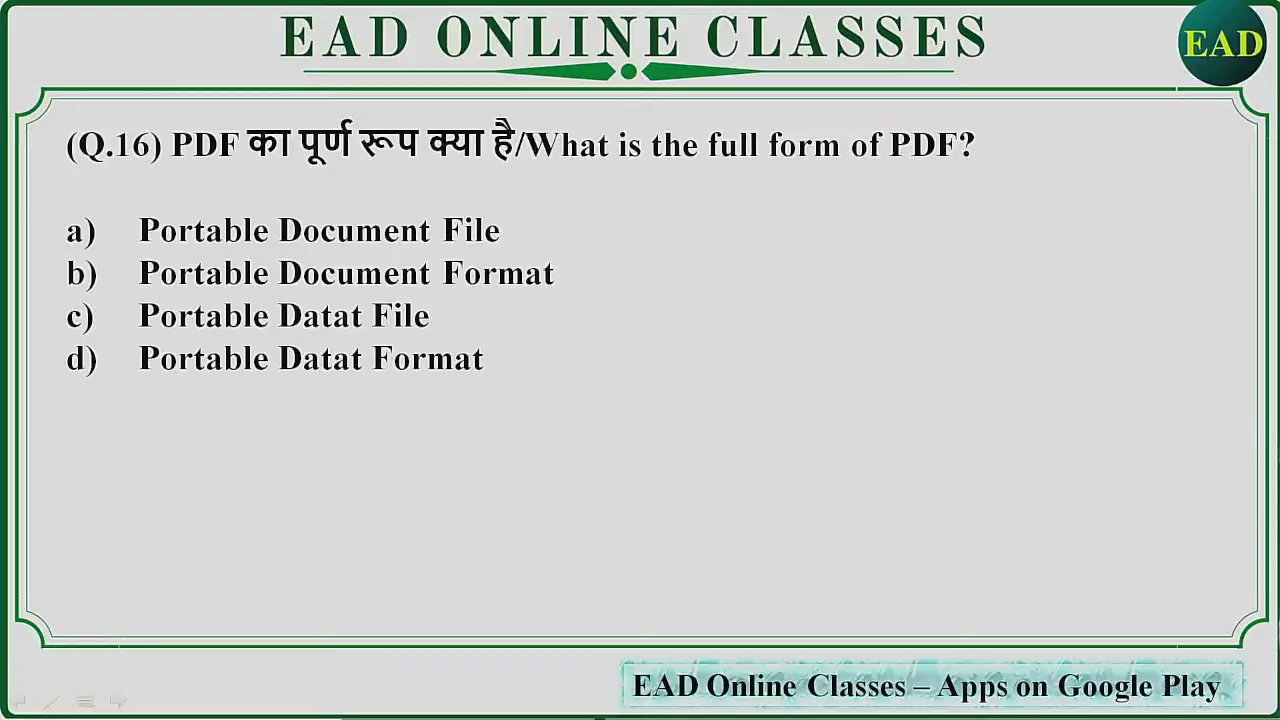 EAD ONLINE CLASSES
EAD
(Q.16) PDF का पूर्ण रूप क्या है/What is the full form of PDF?
a) Portable Document File
b) Portable Document Format
c) Portable Datat File
d) Portable Datat Format
EAD Online Classes – Apps on Google Play